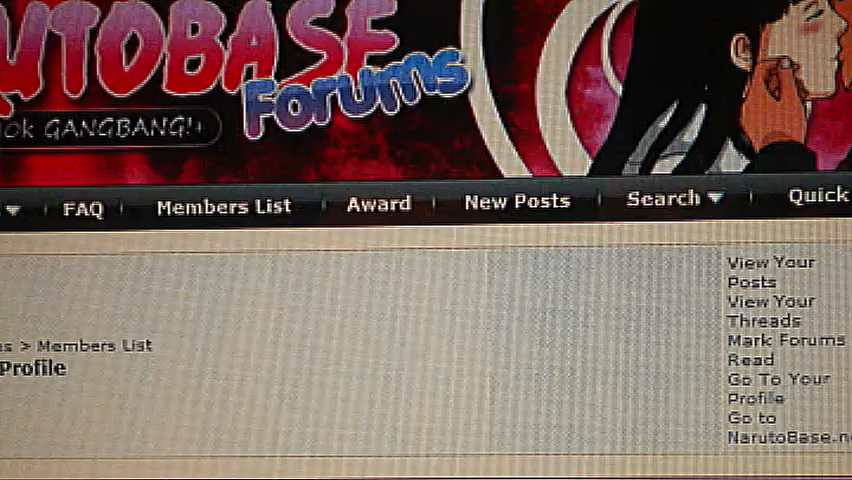 UTOBASE
Forums
ok GANGBANG!
FAQ
Members List
Award
New Posts
Search
Quick
> Members List
Profile
View Your
Posts
View Your
Threads
Mark Forums
Read
Go To Your
Profile
Go to
NarutoBase.n